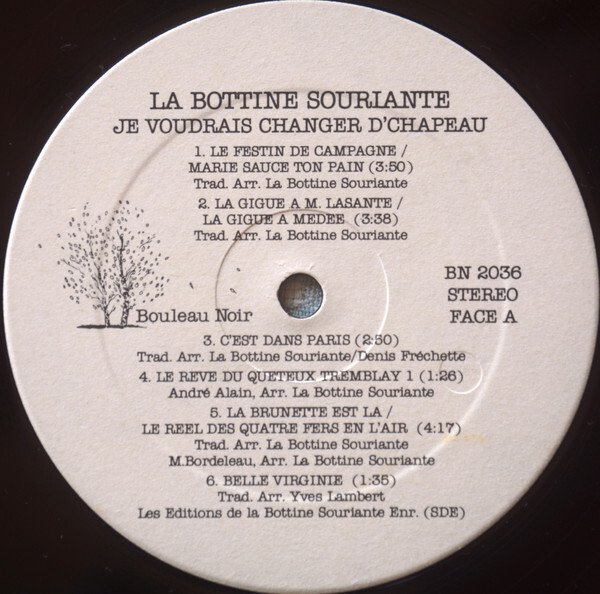 LA BOTTINE SOURIANTE
JE VOUDRAIS CHANGER D'CHAPEAU
1. LE FESTIN DE CAMPAGNE /
MARIE SAUCE TON PAIN (3:50)
Trad. Arr. La Bottine Souriante
2. LA GIGUE A M. LASANTE /
LA GIGUE A MEDEE (3:38)
Trad. Arr. La Bottine Souriante
Bouleau Noir
BN 2036
STEREO
FACE A
3. C'EST DANS PARIS (2:50)
Trad. Arr. La Bottine Souriante/Denis Fréchette
4. LE REVE DU QUETEUX TREMBLAY 1 (1:26)
André Alain, Arr. La Bottine Souriante
5. LA BRUNETTE EST LA /
LE REEL DES QUATRE FERS EN L'AIR (4:17)
Trad. Arr. La Bottine Souriante
M.Bordeleau, Arr. La Bottine Souriante
6. BELLE VIRGINIE (1:35)
Trad. Arr. Yves Lambert
Les Editions de la Bottine Souriante Enr. (SDE)